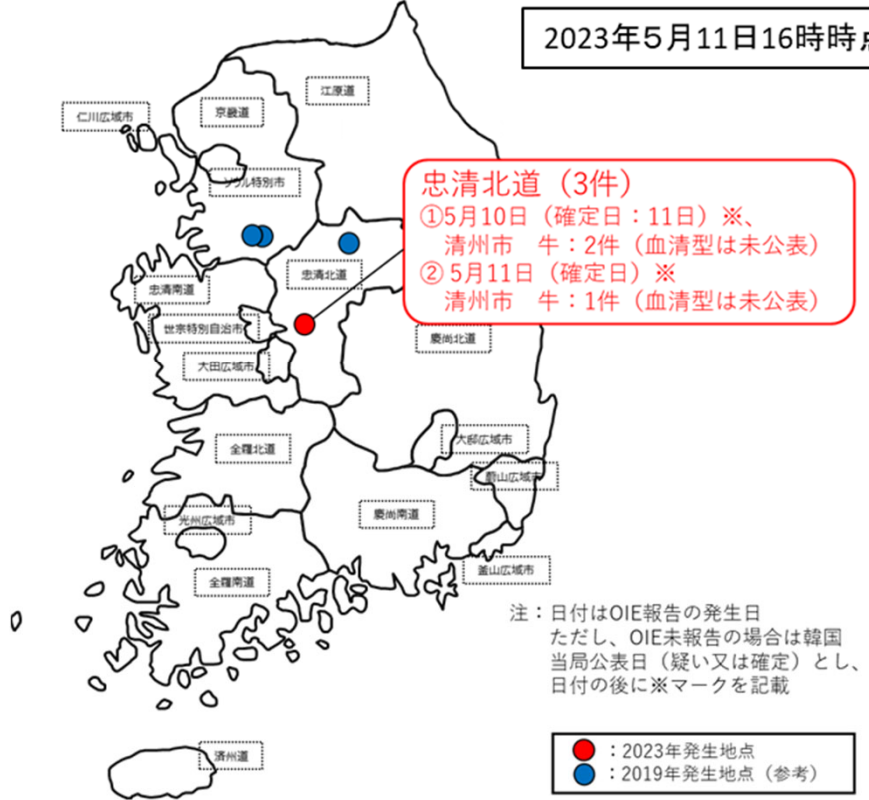 2023年5月11日16時時
江原道
京畿道
仁川広域市
ソウル特別市
忠清北道（3件）
①5月10日（確定日：11日）※、
清州市　牛：2件（血清型は未公表）
② 5月11日（確定日）※
清州市　牛：1件（血清型は未公表）
忠清北道
忠清南道
世宗特別自治市
慶尚北道
大田広域市
大邱広域市
全羅北道
蔚山広域市
慶尚南道
光州広域市
釜山広域市
全羅南道
注：日付はOIE報告の発生日
ただし、OIE未報告の場合は韓国
当局公表日（疑い又は確定）とし、
日付の後に※マークを記載
済州道
：2023年発生地点
：2019年発生地点（参考）